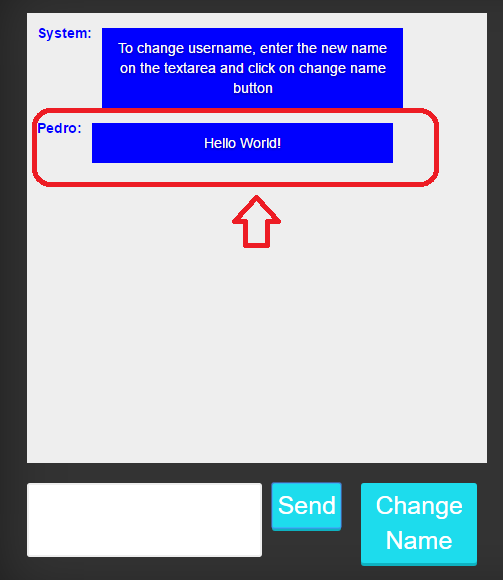 System:
To change username, enter the new name
on the textarea and click on change name
button
Pedro:
Hello World!
Send
Change
Name